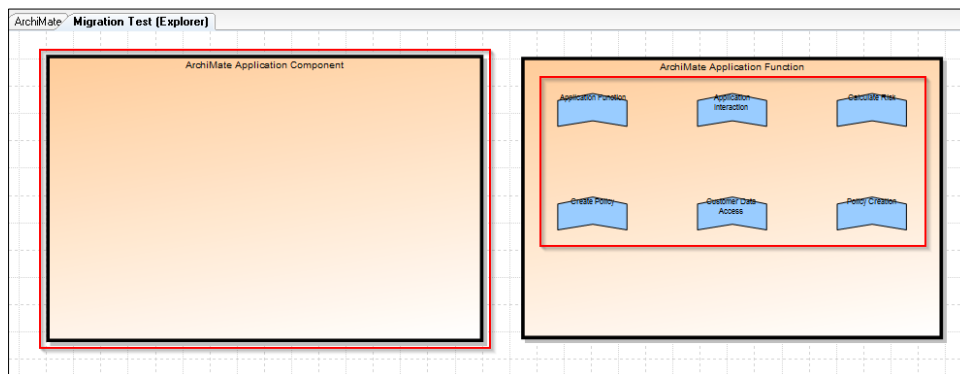 ArchiMate
Migration Test (Explorer)
ArchiMate Application Component
ArchiMate Application Function
Application Function
Application
Interaction
Calculate Risk
Create Policy
Customer Data
Access
Policy Creation